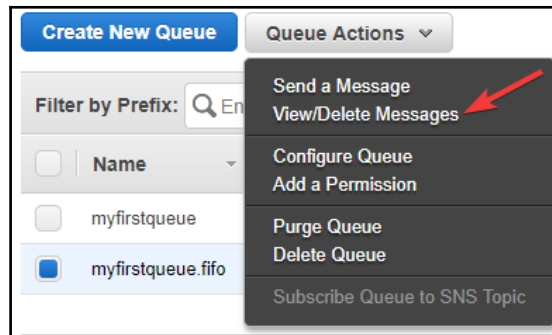 Create New Queue
Queue Actions
Send a Message
View/Delete Messages
Configure Queue
Add a Permission
Purge Queue
Delete Queue
Subscribe Queue to SNS Topic
Filter by Prefix: En
Name
myfirstqueue
myfirstqueue.fifo